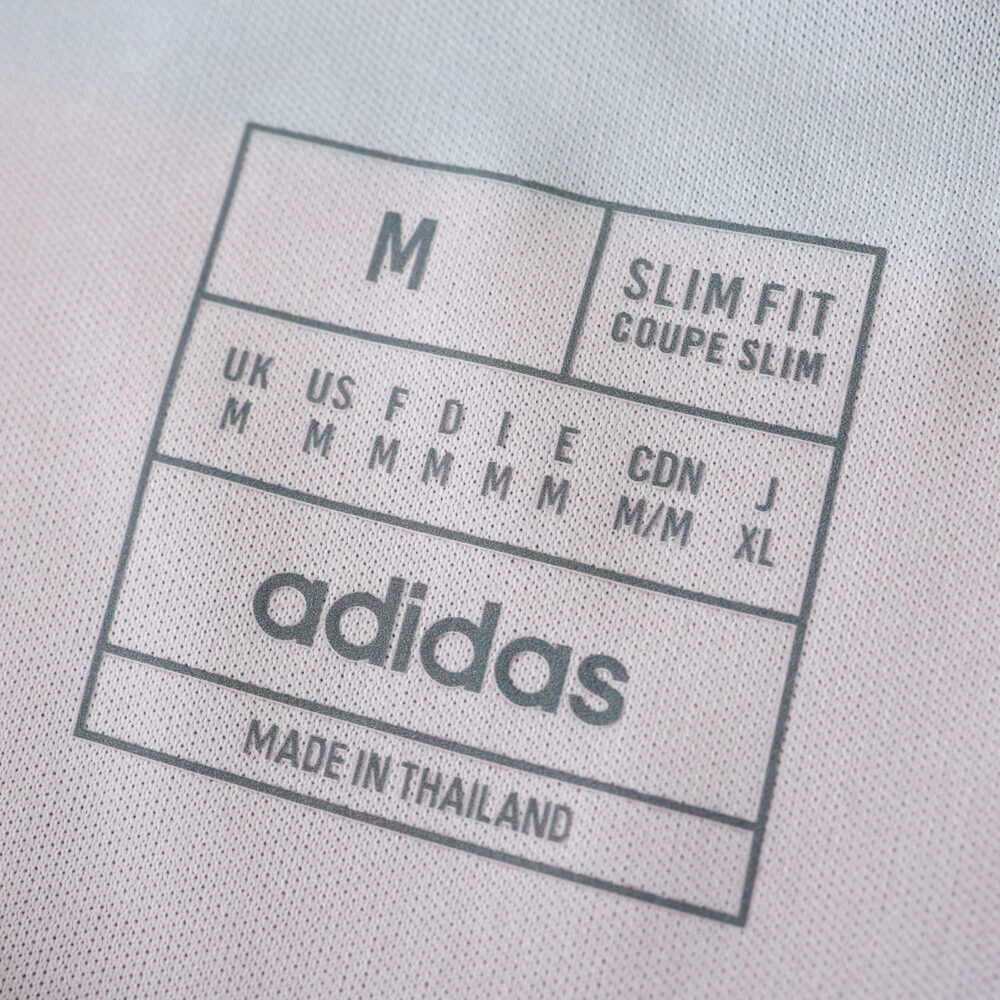 M
SLIM FIT
COUPE SLIM
UK US F D I E CDN J
M M M M M M M/M XL
adidas
MADE IN THAILAND